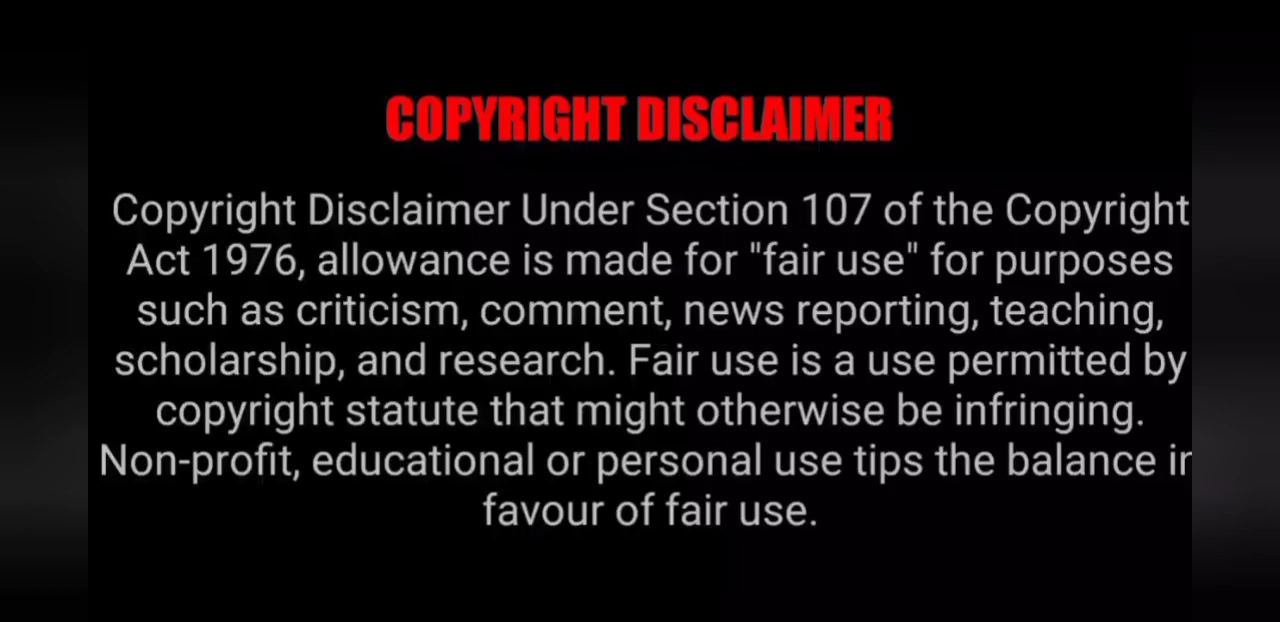 COPYRIGHT DISCLAIMER
Copyright Disclaimer Under Section 107 of the Copyright
Act 1976, allowance is made for "fair use" for purposes
such as criticism, comment, news reporting, teaching,
scholarship, and research. Fair use is a use permitted by
copyright statute that might otherwise be infringing.
Non-profit, educational or personal use tips the balance in
favour of fair use.